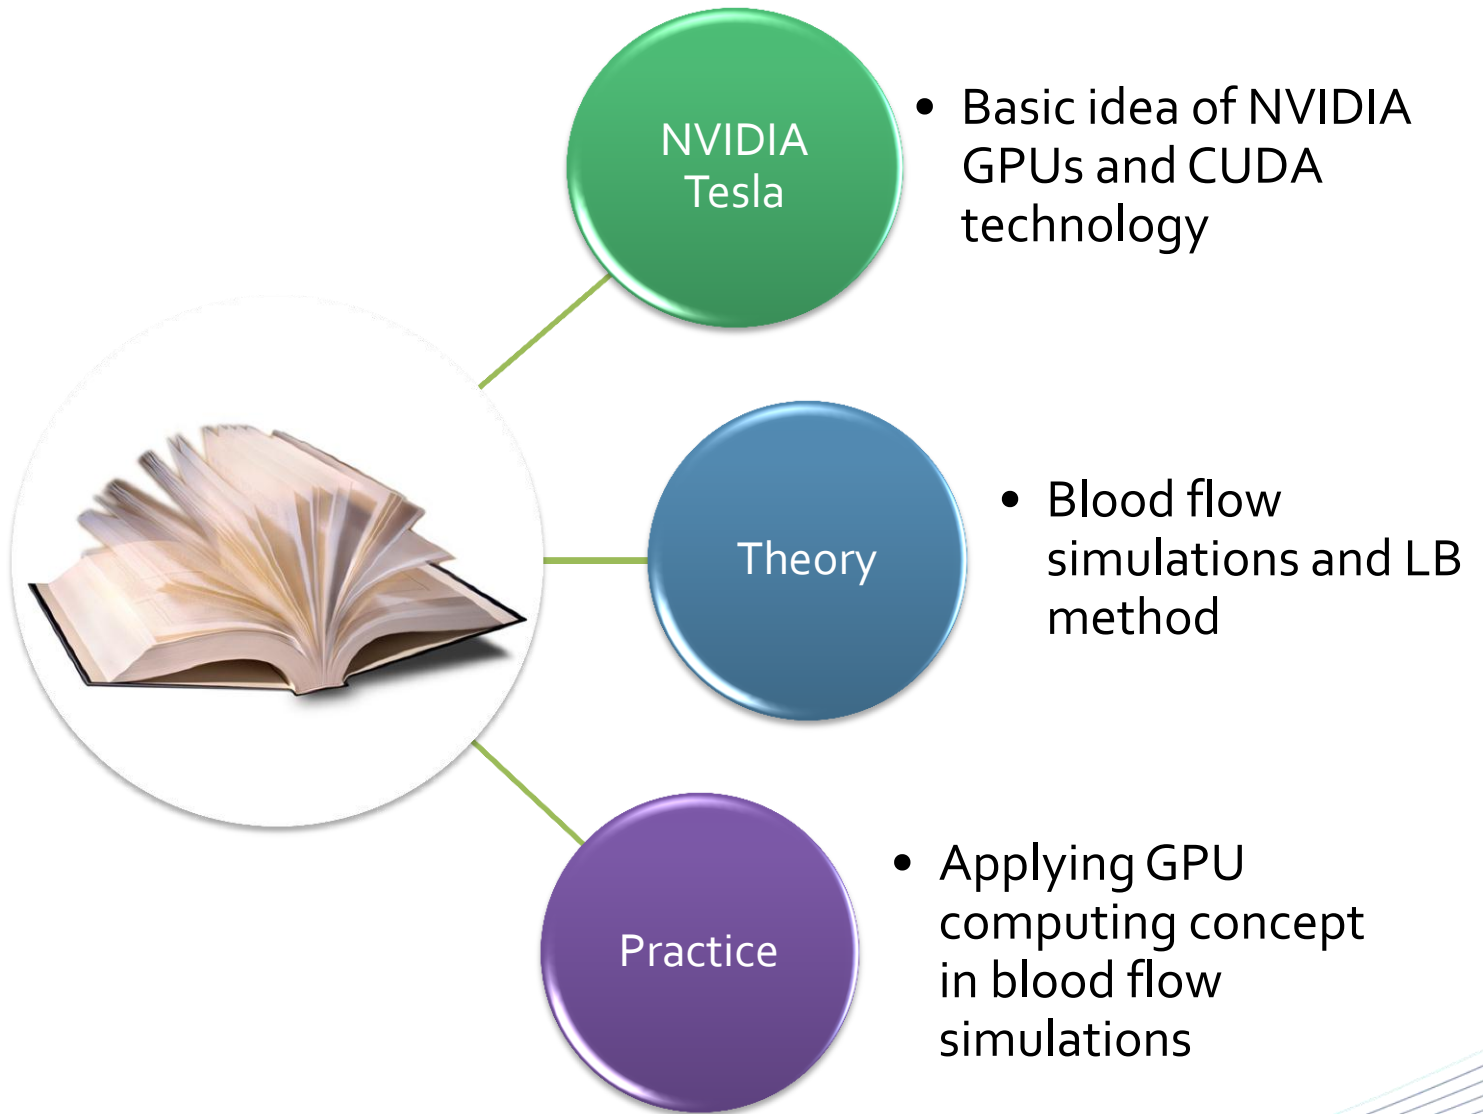 NVIDIA
Tesla
• Basic idea of NVIDIA
GPUs and CUDA
technology
Theory
• Blood flow
simulations and LB
method
Practice
• Applying GPU
computing concept
in blood flow
simulations